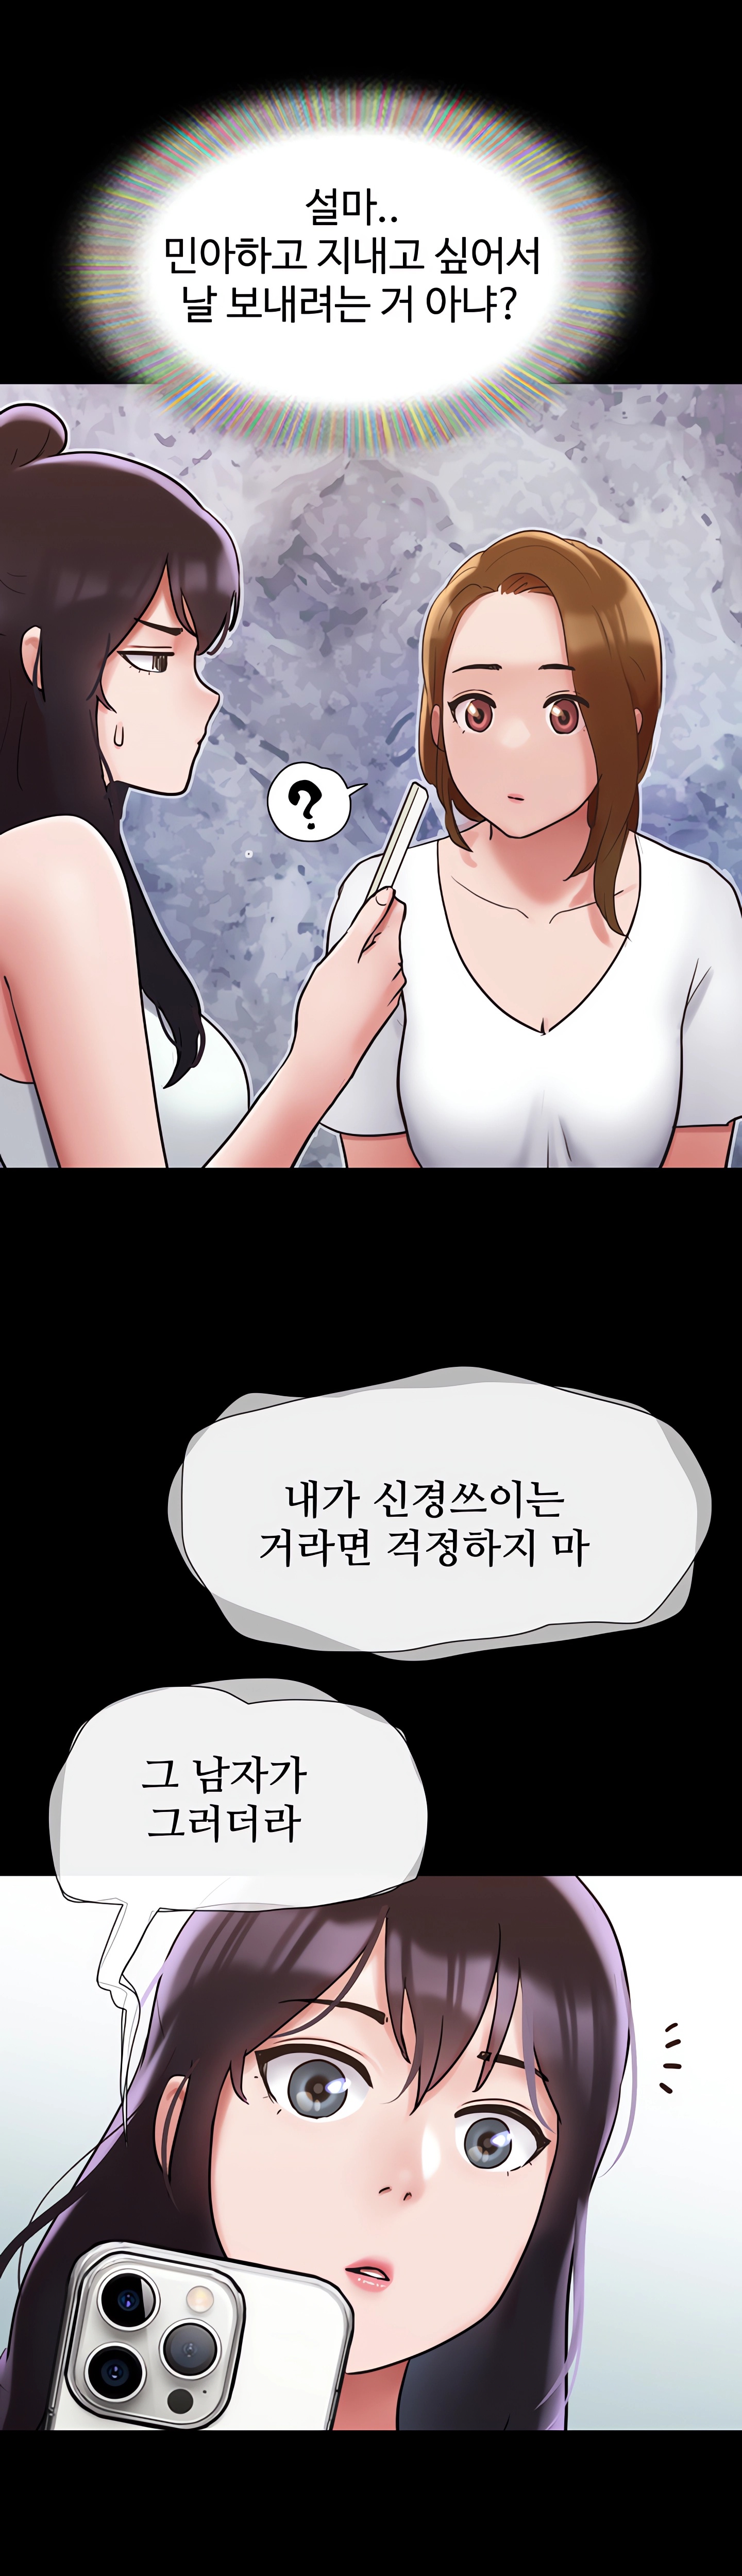 설마..
민아하고 지내고 싶어서
날 보내려는 거 아냐?
?
내가 신경쓰이는
거라면 걱정하지 마
그 남자가
그러더라